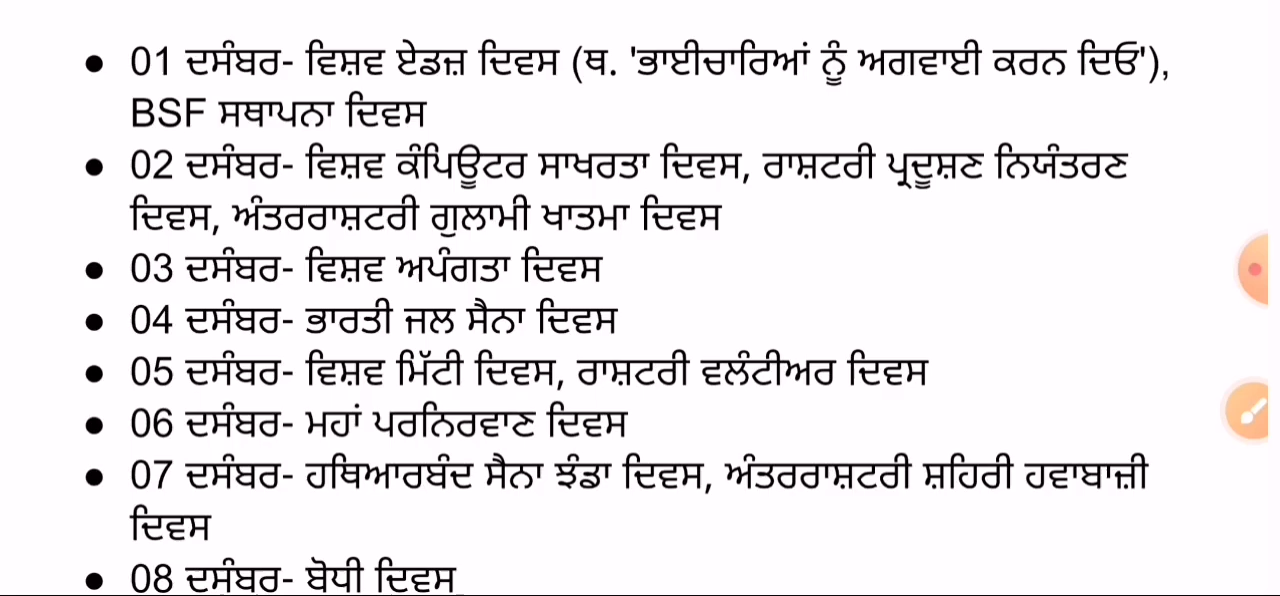 ● 01 ਦਸੰਬਰ- ਵਿਸ਼ਵ ਏਡਜ਼ ਦਿਵਸ (ਥ. 'ਭਾਈਚਾਰਿਆਂ ਨੂੰ ਅਗਵਾਈ ਕਰਨ ਦਿਓ'),
BSF ਸਥਾਪਨਾ ਦਿਵਸ
● 02 ਦਸੰਬਰ- ਵਿਸ਼ਵ ਕੰਪਿਊਟਰ ਸਾਖਰਤਾ ਦਿਵਸ, ਰਾਸ਼ਟਰੀ ਪ੍ਰਦੂਸ਼ਣ ਨਿਯੰਤਰਣ
ਦਿਵਸ, ਅੰਤਰਰਾਸ਼ਟਰੀ ਗੁਲਾਮੀ ਖਾਤਮਾ ਦਿਵਸ
● 03 ਦਸੰਬਰ- ਵਿਸ਼ਵ ਅਪੰਗਤਾ ਦਿਵਸ
● 04 ਦਸੰਬਰ- ਭਾਰਤੀ ਜਲ ਸੈਨਾ ਦਿਵਸ
● 05 ਦਸੰਬਰ- ਵਿਸ਼ਵ ਮਿੱਟੀ ਦਿਵਸ, ਰਾਸ਼ਟਰੀ ਵਲੰਟੀਅਰ ਦਿਵਸ
● 06 ਦਸੰਬਰ- ਮਹਾਂ ਪਰਨਿਰਵਾਣ ਦਿਵਸ
● 07 ਦਸੰਬਰ- ਹਥਿਆਰਬੰਦ ਸੈਨਾ ਝੰਡਾ ਦਿਵਸ, ਅੰਤਰਰਾਸ਼ਟਰੀ ਸ਼ਹਿਰੀ ਹਵਾਬਾਜ਼ੀ
ਦਿਵਸ
● 08 ਦਸੰਬਰ- ਬੋਧੀ ਦਿਵਸ